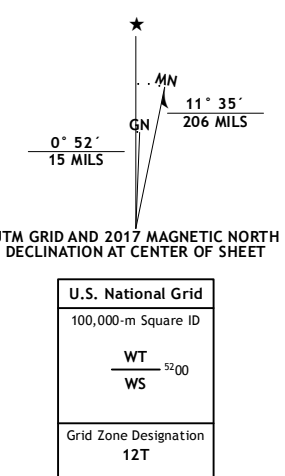 ★
MN
11° 35´
206 MILS
GN
0° 52´
15 MILS
UTM GRID AND 2017 MAGNETIC NORTH
DECLINATION AT CENTER OF SHEET
U.S. National Grid
100,000-m Square ID
WT
5200
WS
Grid Zone Designation
12T